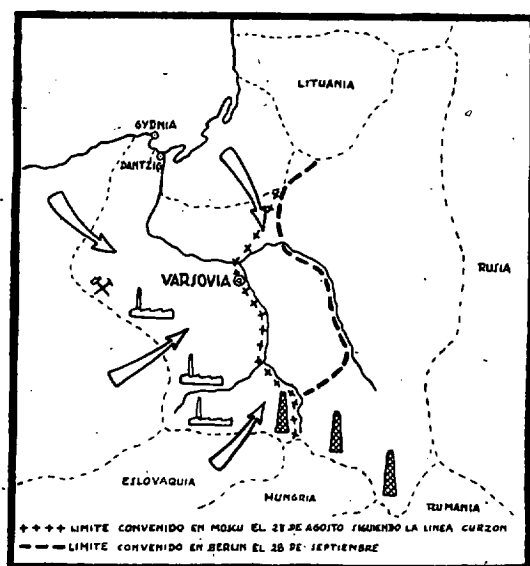 LITUANIA
GYDNIA
DANTZIG
RUSIA
VARSOVIA
ESLOVAQUIA
HUNGRIA
RUMANIA
++++ LIMITE CONVENIDO EN MOSCU EL 23 DE AGOSTO SIGUIENDO LA LINEA CURZON
--- LIMITE CONVENIDO EN BERLIN EL 28 DE SEPTIEMBRE